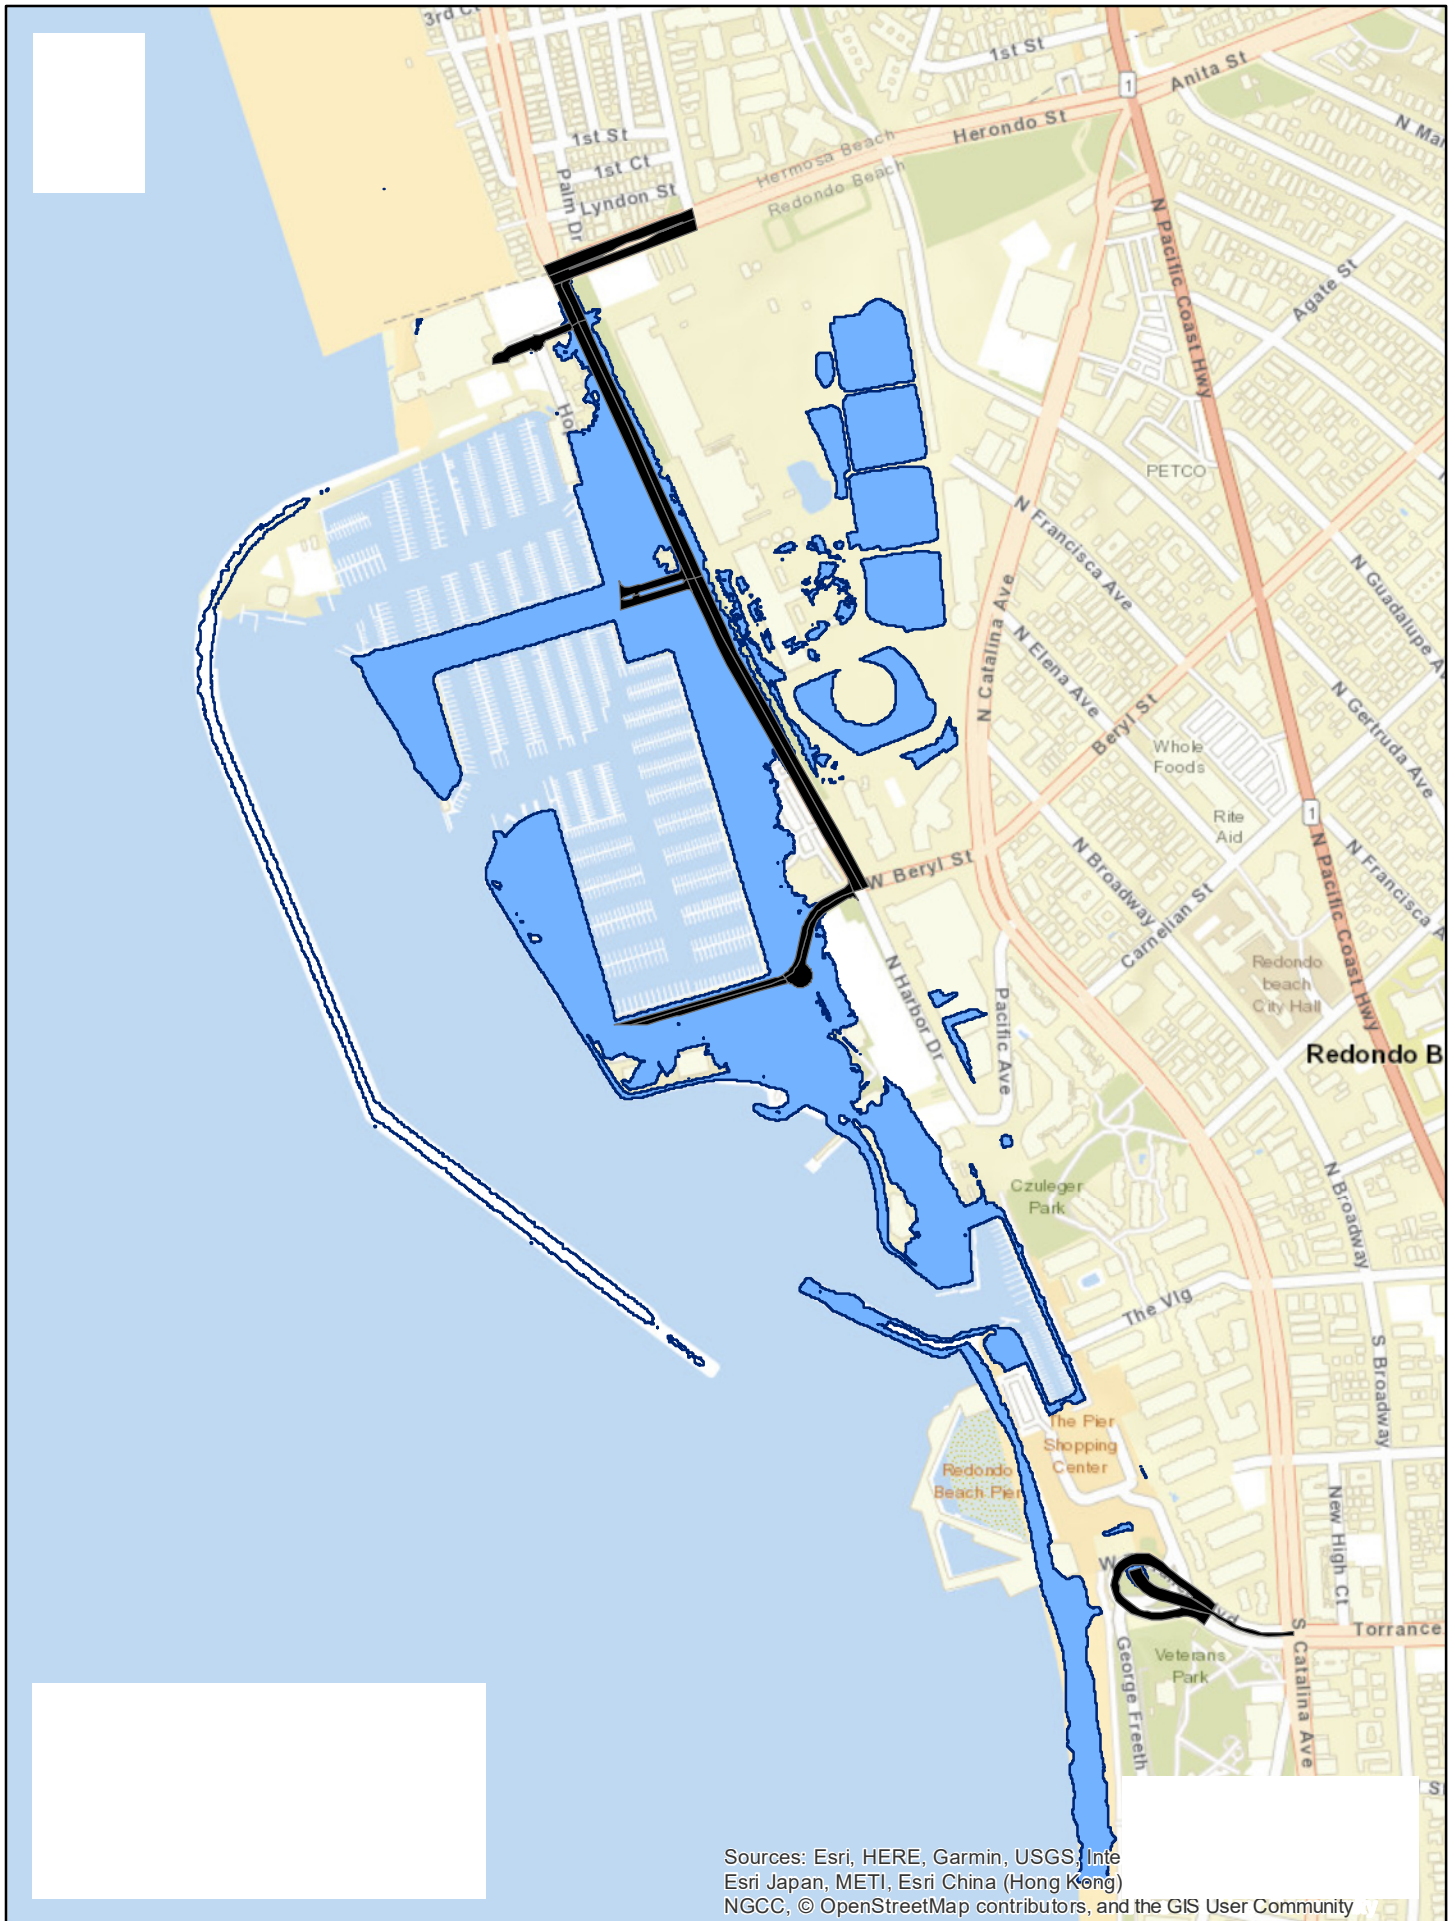 3rd Ct
1st St
Anita St
1
N Mar
Herondo St
Hermosa Beach
Redondo Beach
1st St
1st Ct
Lyndon St
Palm Dr
N Pacific Coast Hwy
Agate St
PETCO
N Francisca Ave
N Guadalupe A
N Catalina Ave
N Elena Ave
Beryl St
N Gertruda Ave
Whole
Foods
Rite
Aid
1
N Pacific Coast Hwy
N Francisca A
N Broadway
W Beryl St
Carnelian St
Redondo
beach
City Hall
N Harbor Dr
Pacific Ave
Redondo B
Czuleger
Park
N Broadway
The Vlg
S Broadway
The Pier
Shopping
Center
Redondo
Beach Pier
New High Ct
W
lvd
Torrance
S Catalina Ave
Veterans
Park
George Freeth
S
Sources: Esri, HERE, Garmin, USGS, Inte
Esri Japan, METI, Esri China (Hong Kong)
NGCC, © OpenStreetMap contributors, and the GIS User Community